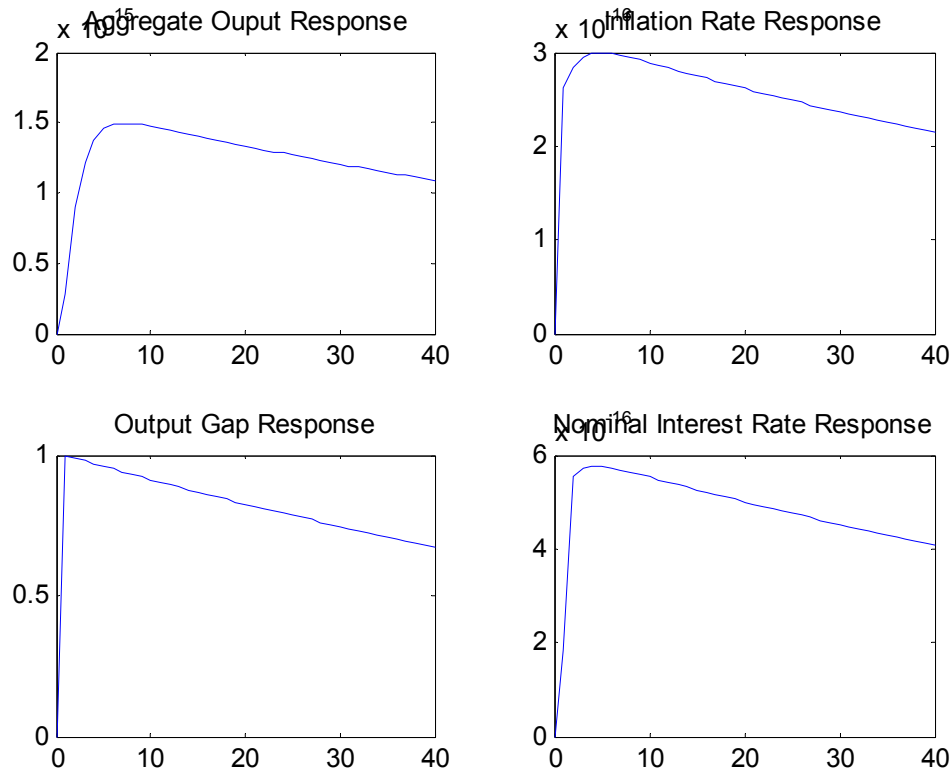 x 10^15
Aggregate Ouput Response
2
1.5
1
0.5
0
0 10 20 30 40
x 10^16
Inflation Rate Response
3
2
1
0
0 10 20 30 40
Output Gap Response
1
0.5
0
0 10 20 30 40
x 10^16
Nominal Interest Rate Response
6
4
2
0
0 10 20 30 40